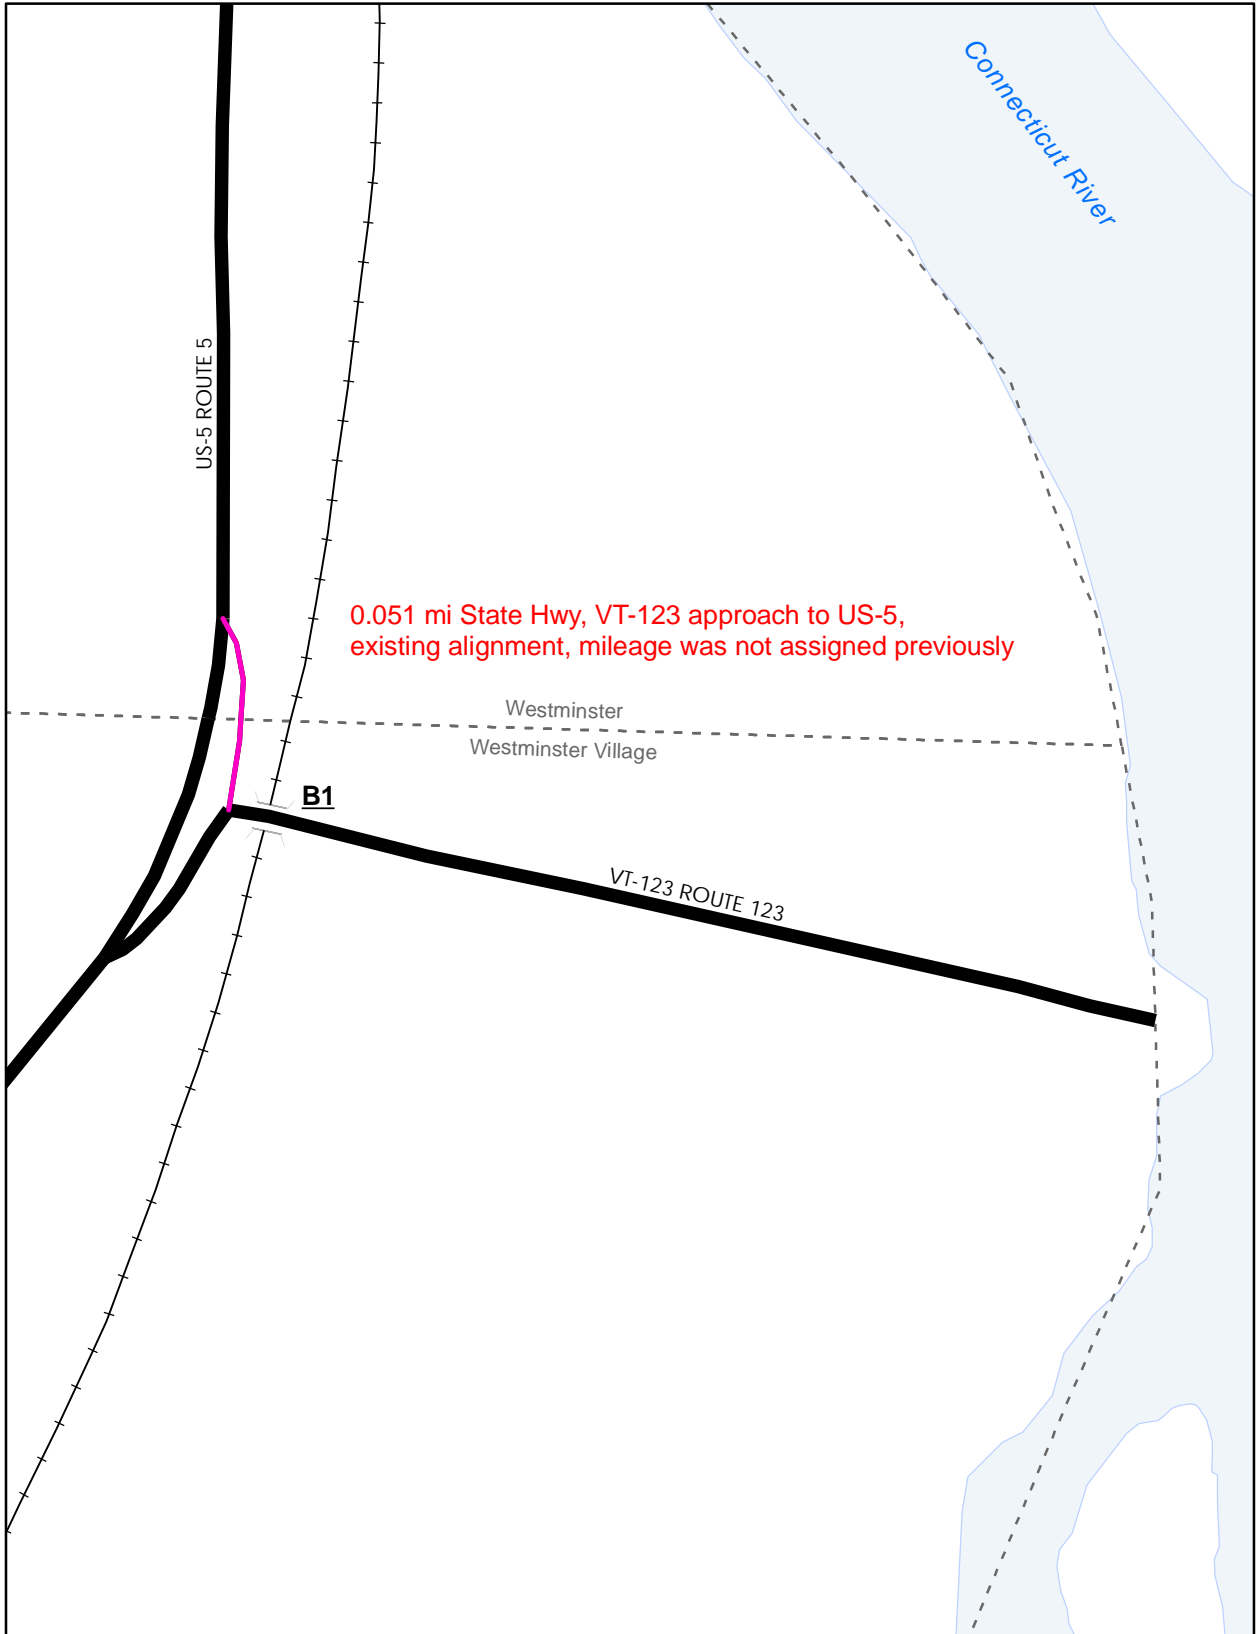 Connecticut River
US-5 ROUTE 5
0.051 mi State Hwy, VT-123 approach to US-5,
existing alignment, mileage was not assigned previously
Westminster
Westminster Village
B1
VT-123 ROUTE 123